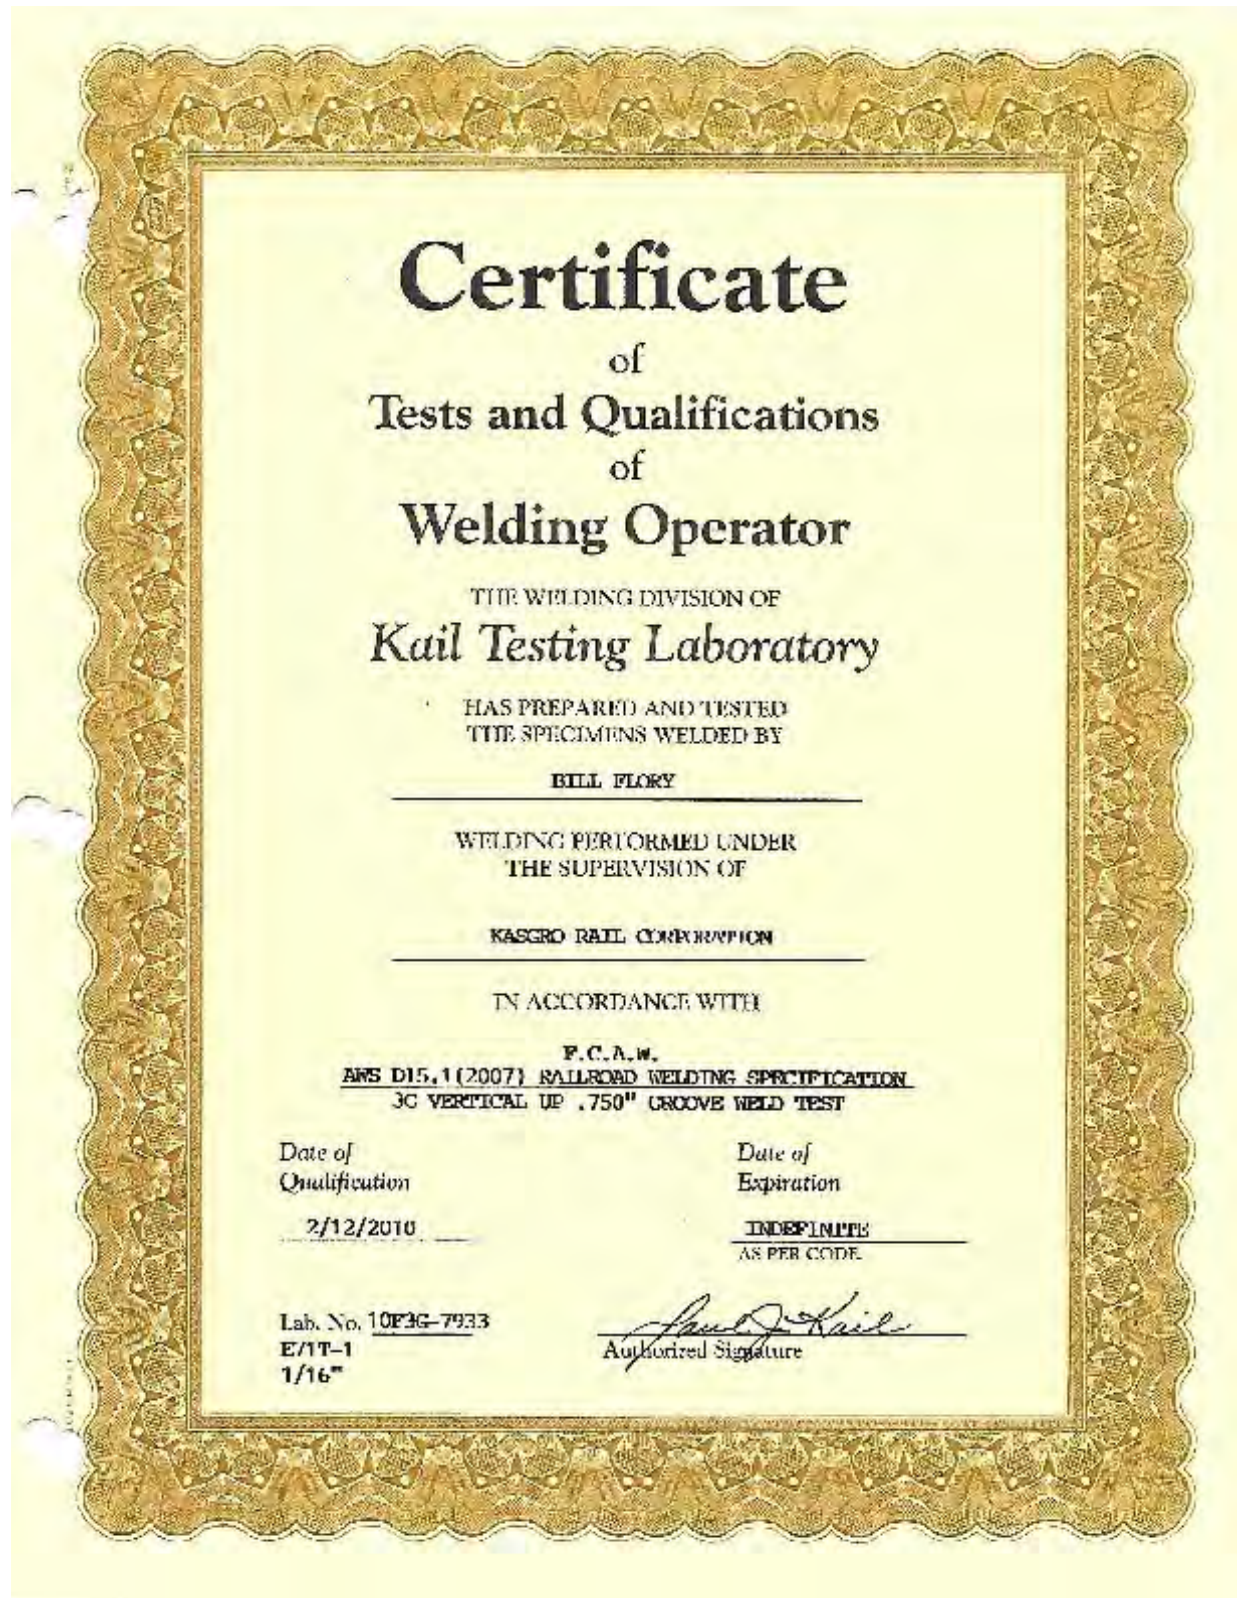 Certificate
of
Tests and Qualifications
of
Welding Operator
THE WELDING DIVISION OF
Kail Testing Laboratory
HAS PREPARED AND TESTED
THE SPECIMENS WELDED BY
BILL FLORY
WELDING PERFORMED UNDER
THE SUPERVISION OF
KASGRO RAIL CORPORATION
IN ACCORDANCE WITH
F.C.A.W.
AWS D15.1(2007) RAILROAD WELDING SPECIFICATION
3G VERTICAL UP .750" GROOVE WELD TEST
Date of Date of
Qualification Expiration
2/12/2010 INDEFINITE
AS PER CODE
Lab. No. 10F3G-7933 Paul J. Kail
E71T-1 Authorized Signature
1/16"